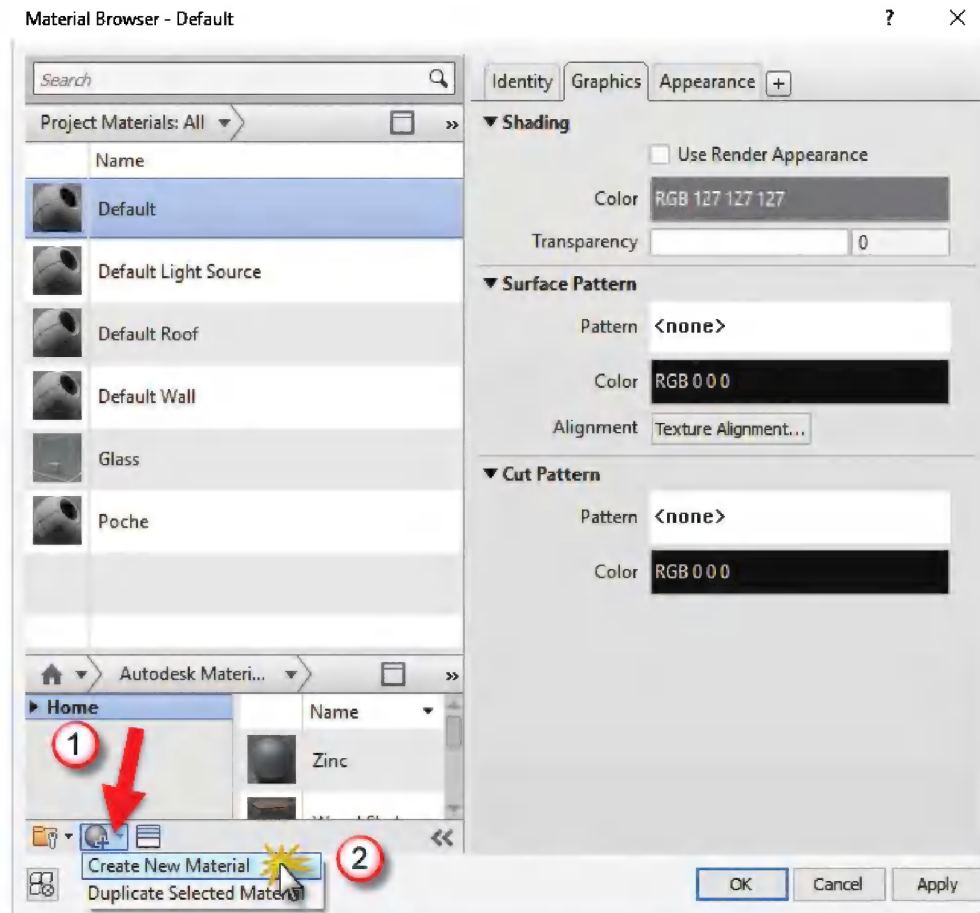 Material Browser - Default
? ×
Search
Identity Graphics Appearance +
Project Materials: All »
Name
Default
Default Light Source
Default Roof
Default Wall
Glass
Poche
Shading
Use Render Appearance
Color RGB 127 127 127
Transparency 0
Surface Pattern
Pattern <none>
Color RGB 0 0 0
Alignment Texture Alignment...
Cut Pattern
Pattern <none>
Color RGB 0 0 0
Autodesk Materi... »
Home
Name
Zinc
1
2
Create New Material
Duplicate Selected Material
OK Cancel Apply